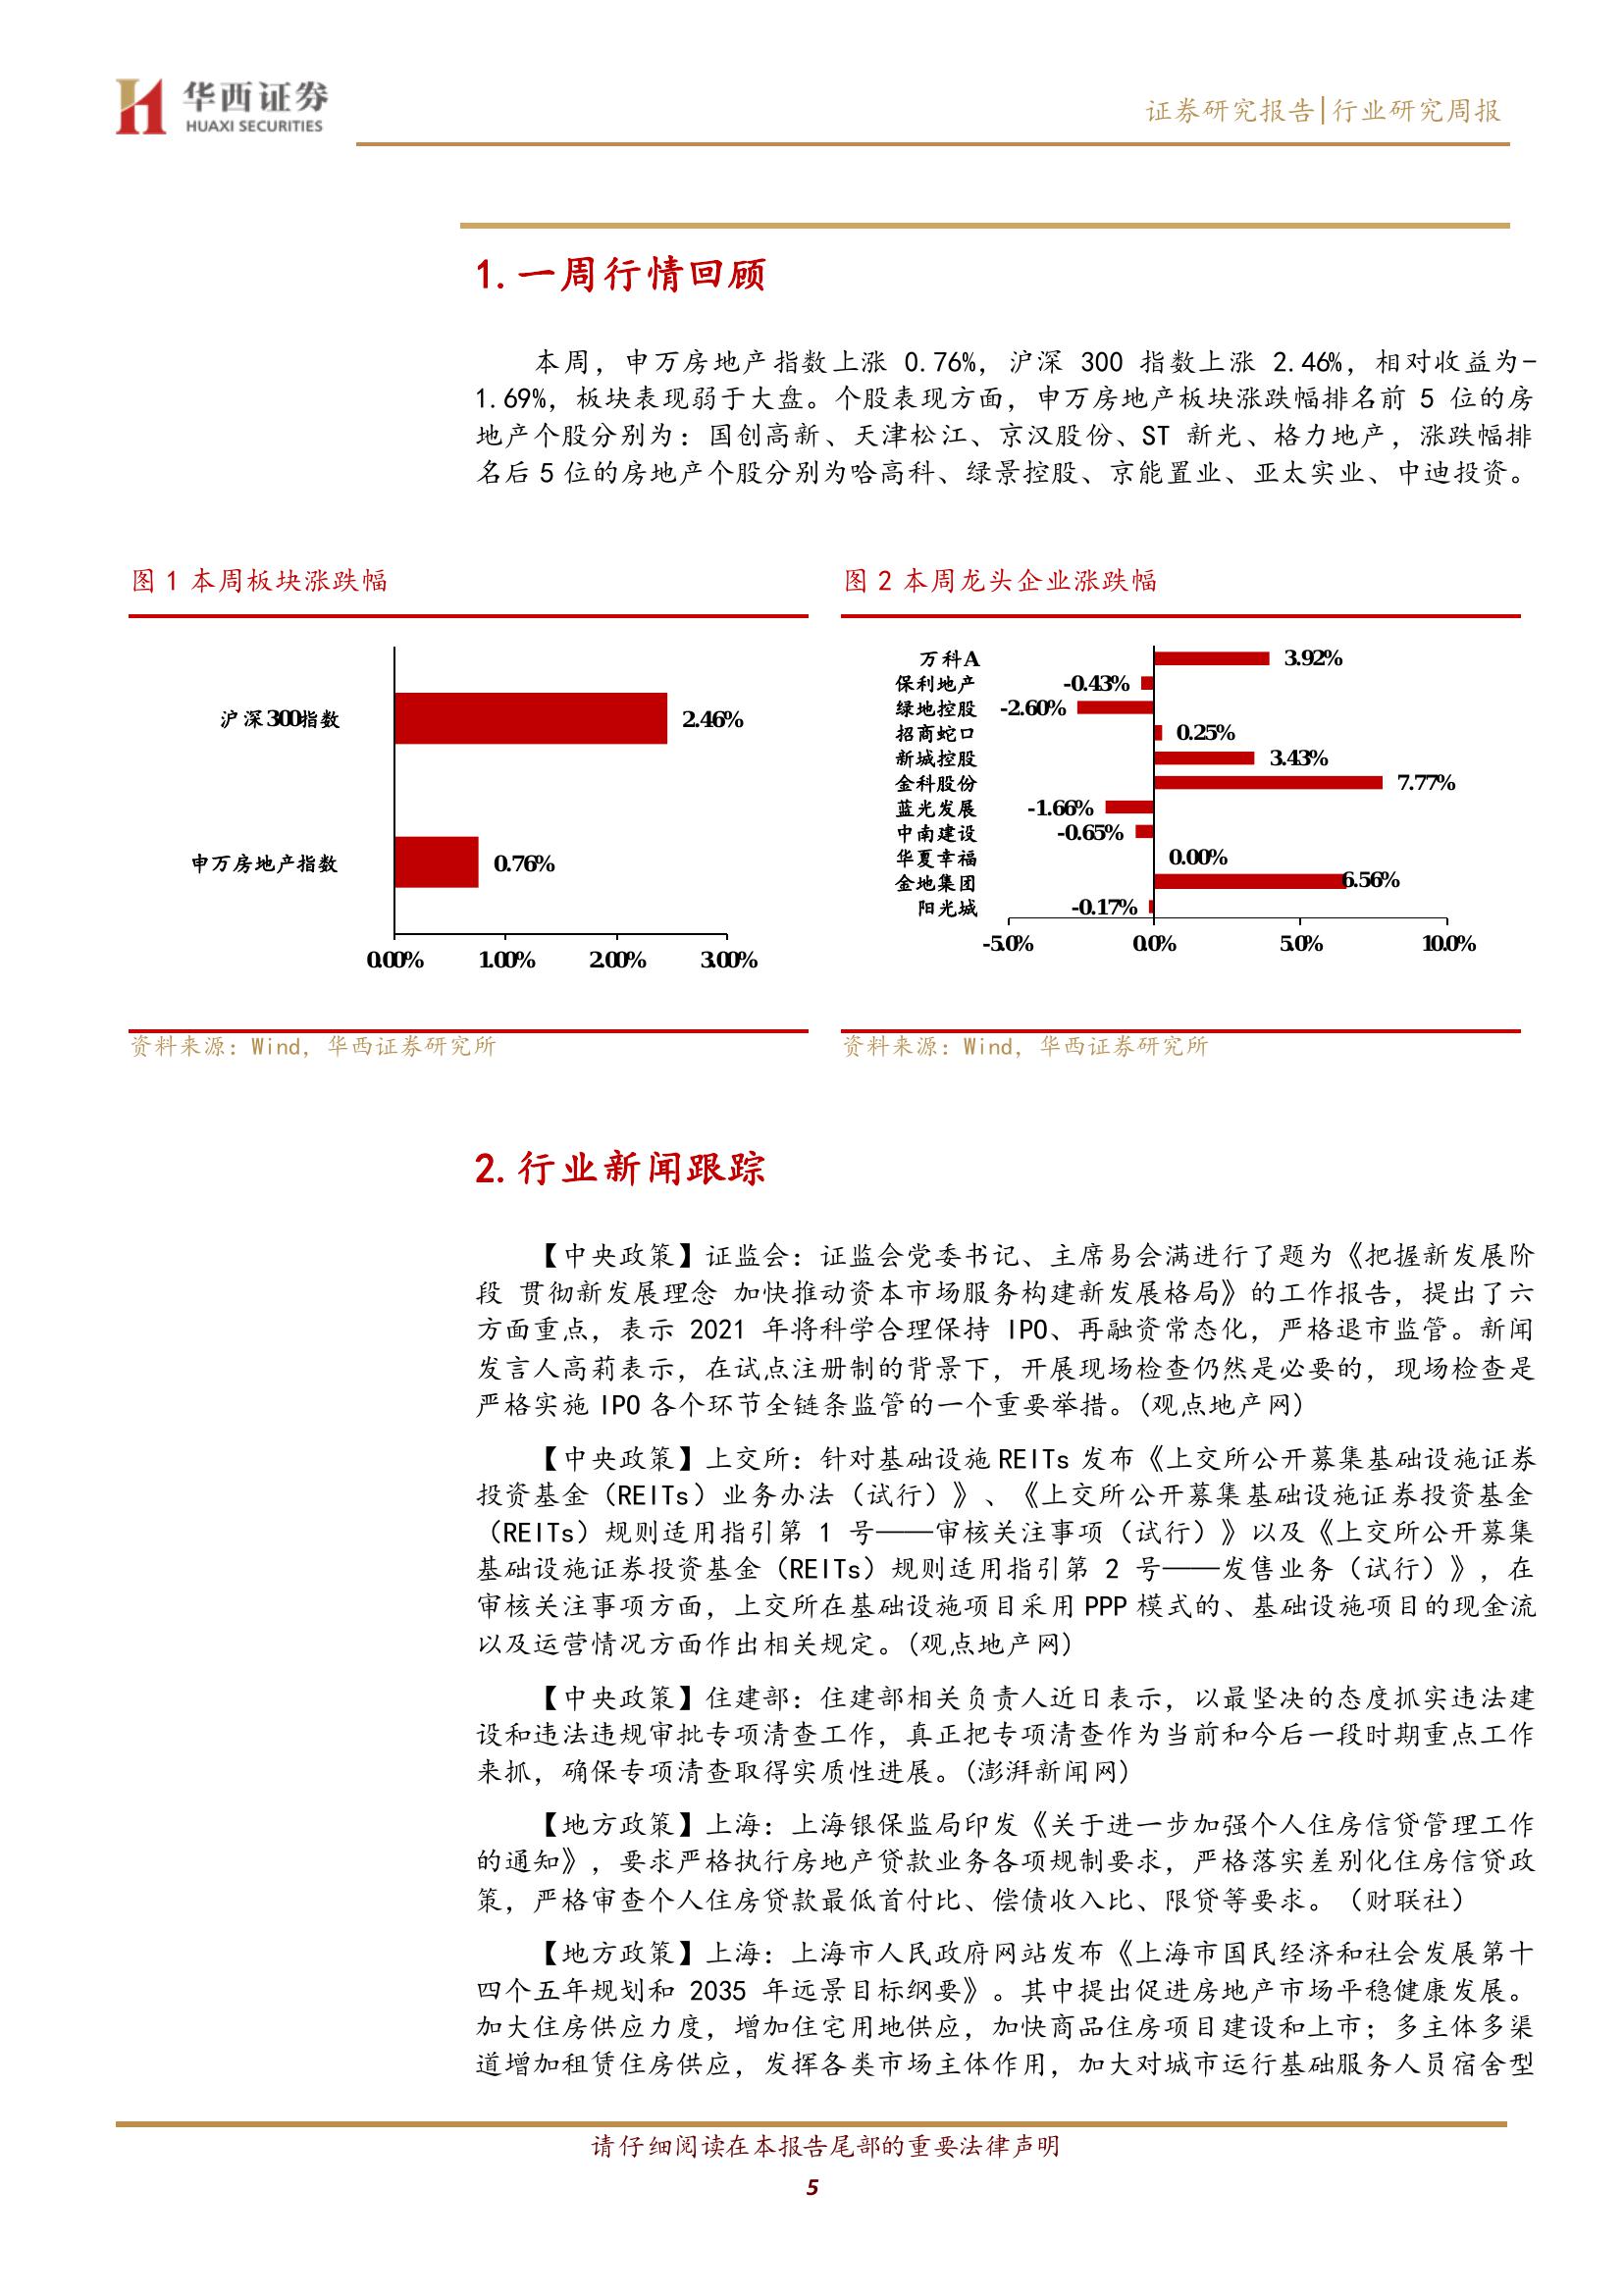 华西证券
HUAXI SECURITIES
证券研究报告|行业研究周报
1.一周行情回顾
本周，申万房地产指数上涨 0.76%，沪深 300 指数上涨 2.46%，相对收益为-
1.69%，板块表现弱于大盘。个股表现方面，申万房地产板块涨跌幅排名前 5 位的房
地产个股分别为：国创高新、天津松江、京汉股份、ST 新光、格力地产，涨跌幅排
名后 5 位的房地产个股分别为哈高科、绿景控股、京能置业、亚太实业、中迪投资。
图 1 本周板块涨跌幅
沪深300指数
2.46%
申万房地产指数
0.76%
0.00% 1.00% 2.00% 3.00%
资料来源：Wind，华西证券研究所
图 2 本周龙头企业涨跌幅
万科A 3.92%
保利地产 -0.43%
绿地控股 -2.60%
招商蛇口 0.25%
新城控股 3.43%
金科股份 7.77%
蓝光发展 -1.66%
中南建设 -0.65%
华夏幸福 0.00%
金地集团 6.56%
阳光城 -0.17%
-5.0% 0.0% 5.0% 10.0%
资料来源：Wind，华西证券研究所
2.行业新闻跟踪
【中央政策】证监会：证监会党委书记、主席易会满进行了题为《把握新发展阶
段 贯彻新发展理念 加快推动资本市场服务构建新发展格局》的工作报告，提出了六
方面重点，表示 2021 年将科学合理保持 IPO、再融资常态化，严格退市监管。新闻
发言人高莉表示，在试点注册制的背景下，开展现场检查仍然是必要的，现场检查是
严格实施 IPO 各个环节全链条监管的一个重要举措。(观点地产网)
【中央政策】上交所：针对基础设施 REITs 发布《上交所公开募集基础设施证券
投资基金（REITs）业务办法（试行）》、《上交所公开募集基础设施证券投资基金
（REITs）规则适用指引第 1 号——审核关注事项（试行）》以及《上交所公开募集
基础设施证券投资基金（REITs）规则适用指引第 2 号——发售业务（试行）》，在
审核关注事项方面，上交所在基础设施项目采用 PPP 模式的、基础设施项目的现金流
以及运营情况方面作出相关规定。(观点地产网)
【中央政策】住建部：住建部相关负责人近日表示，以最坚决的态度抓实违法建
设和违法违规审批专项清查工作，真正把专项清查作为当前和今后一段时期重点工作
来抓，确保专项清查取得实质性进展。(澎湃新闻网)
【地方政策】上海：上海银保监局印发《关于进一步加强个人住房信贷管理工作
的通知》，要求严格执行房地产贷款业务各项规制要求，严格落实差别化住房信贷政
策，严格审查个人住房贷款最低首付比、偿债收入比、限贷等要求。（财联社）
【地方政策】上海：上海市人民政府网站发布《上海市国民经济和社会发展第十
四个五年规划和 2035 年远景目标纲要》。其中提出促进房地产市场平稳健康发展。
加大住房供应力度，增加住宅用地供应，加快商品住房项目建设和上市；多主体多渠
道增加租赁住房供应，发挥各类市场主体作用，加大对城市运行基础服务人员宿舍型
请仔细阅读在本报告尾部的重要法律声明
5